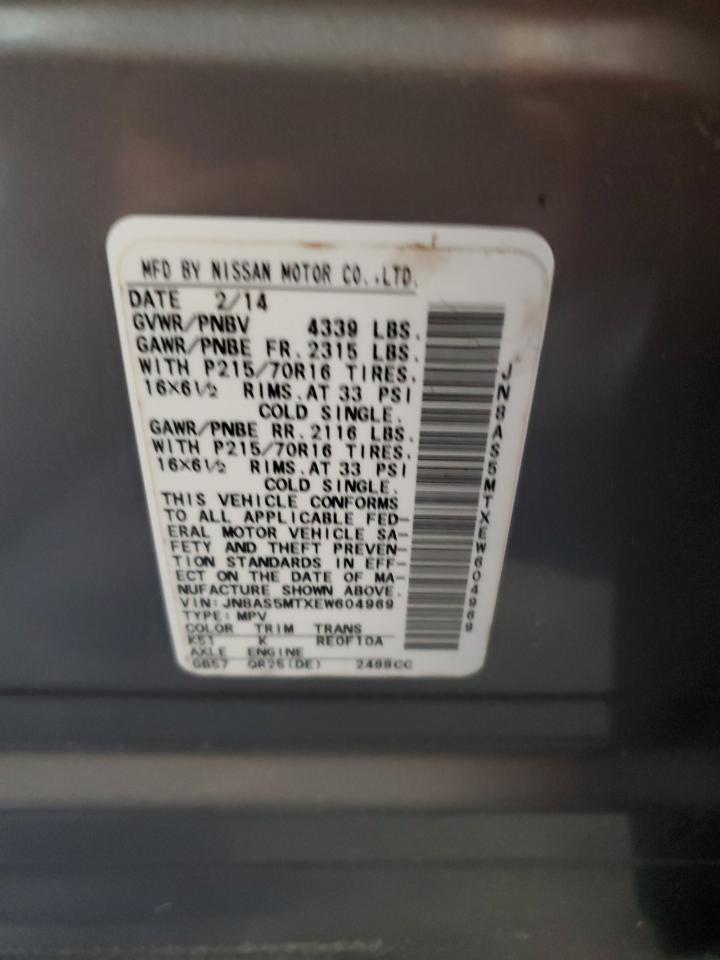 MFD BY NISSAN MOTOR CO.,LTD.
DATE 2/14
GVWR/PNBV 4339 LBS.
GAWR/PNBE FR. 2315 LBS.
WITH P215/70R16 TIRES.
16X6½ RIMS.AT 33 PSI
COLD SINGLE.
GAWR/PNBE RR. 2116 LBS.
WITH P215/70R16 TIRES.
16X6½ RIMS.AT 33 PSI
COLD SINGLE.
THIS VEHICLE CONFORMS
TO ALL APPLICABLE FED-
ERAL MOTOR VEHICLE SA-
FETY AND THEFT PREVEN-
TION STANDARDS IN EFF-
ECT ON THE DATE OF MA-
NUFACTURE SHOWN ABOVE.
VIN: JN8AS5MTXEW604969
TYPE: MPV
COLOR TRIM TRANS
K51 K RE0F10A
AXLE ENGINE
GB57 QR25(DE) 2488CC
JN8AS5MTXEW604969